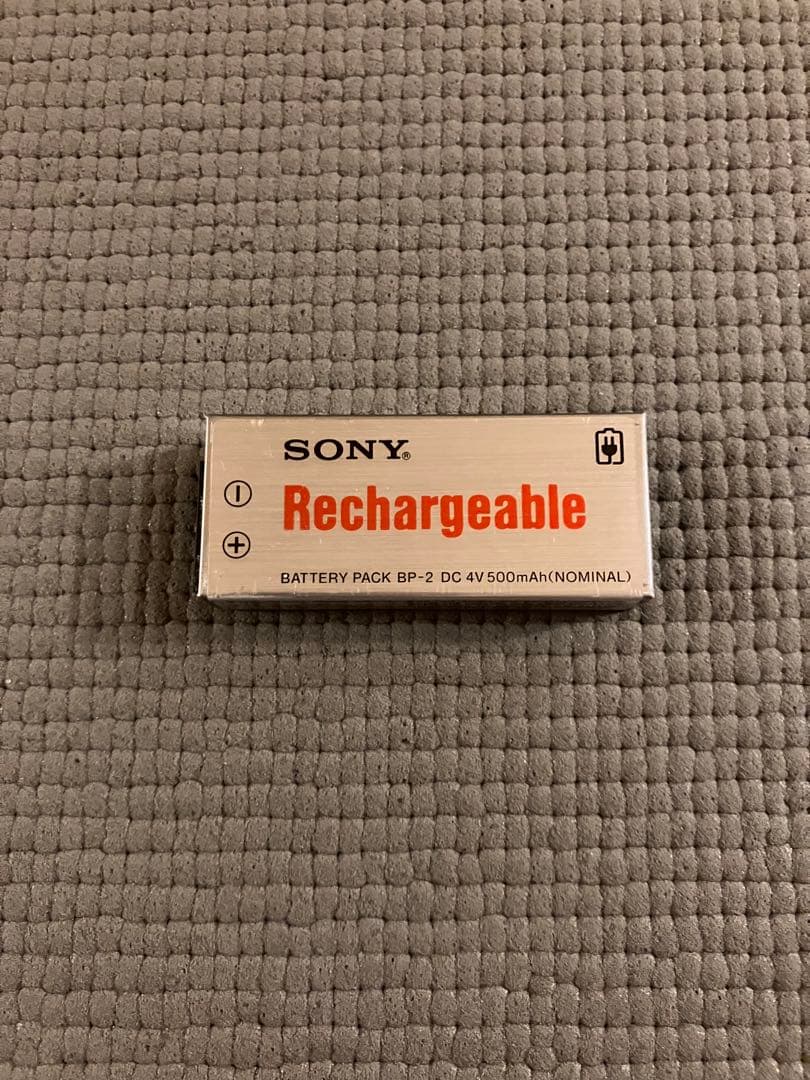 SONY®
Rechargeable
BATTERY PACK BP-2 DC 4V 500mAh(NOMINAL)